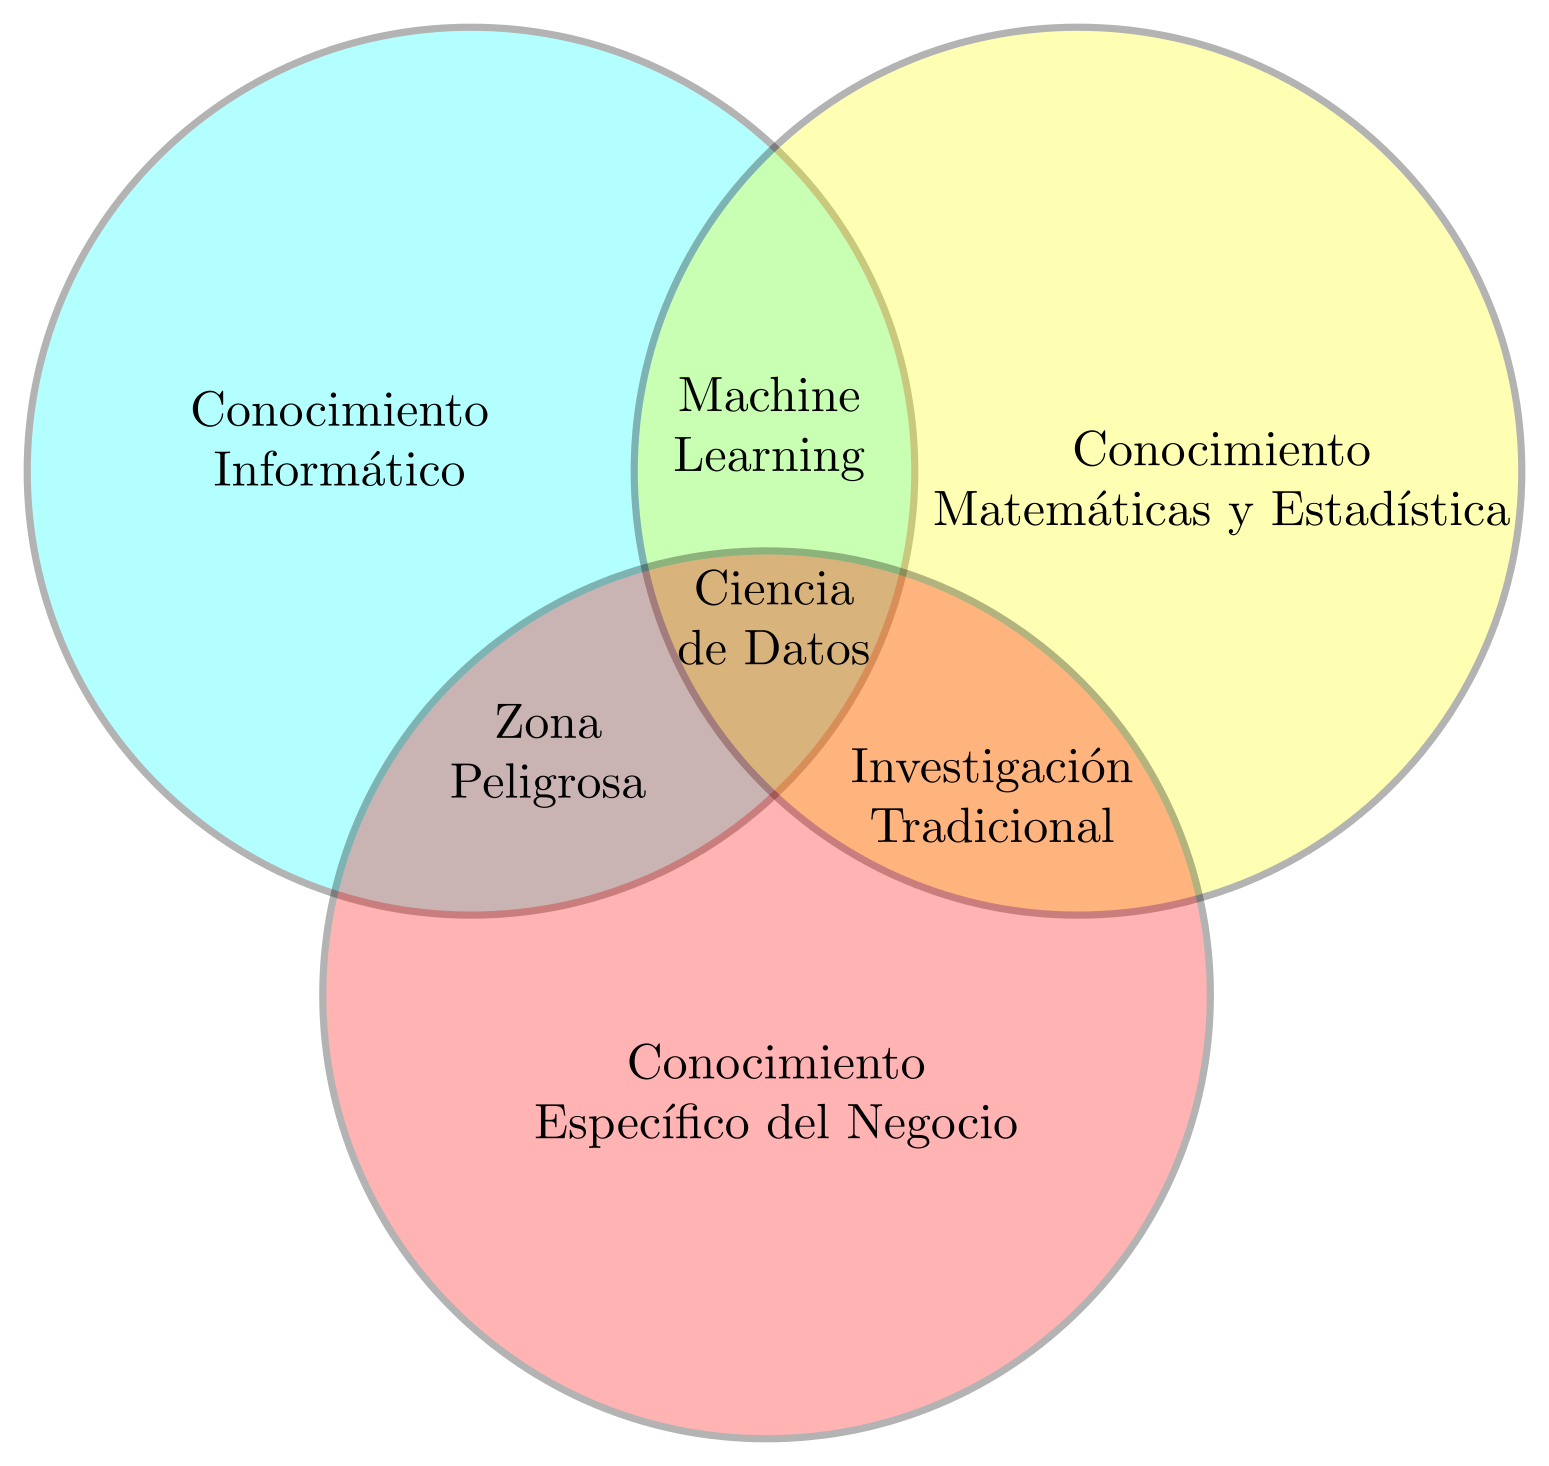 Conocimiento
Informático
Machine
Learning
Conocimiento
Matemáticas y Estadística
Ciencia
de Datos
Zona
Peligrosa
Investigación
Tradicional
Conocimiento
Específico del Negocio